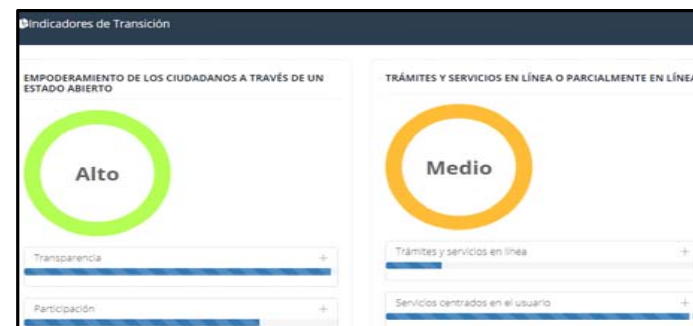 Indicadores de Transición
EMPODERAMIENTO DE LOS CIUDADANOS A TRAVÉS DE UN
ESTADO ABIERTO
Alto
Transparencia
Participación
TRÁMITES Y SERVICIOS EN LÍNEA O PARCIALMENTE EN LÍNEA
Medio
Trámites y servicios en línea
Servicios centrados en el usuario